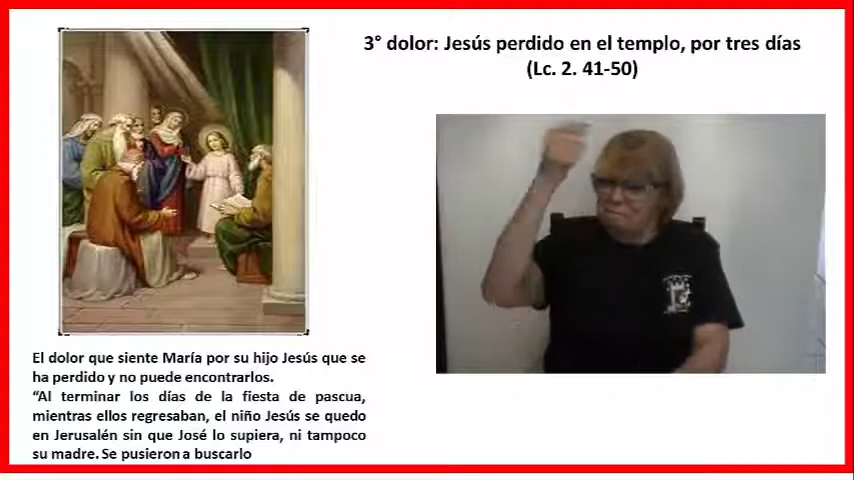 3° dolor: Jesús perdido en el templo, por tres días
(Lc. 2. 41-50)
El dolor que siente María por su hijo Jesús que se
ha perdido y no puede encontrarlos.
“Al terminar los días de la fiesta de pascua,
mientras ellos regresaban, el niño Jesús se quedo
en Jerusalén sin que José lo supiera, ni tampoco
su madre. Se pusieron a buscarlo